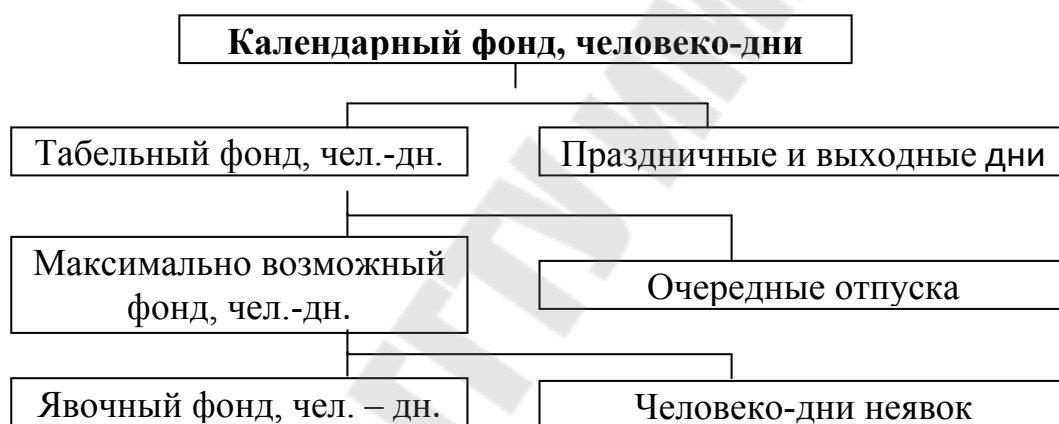 Календарный фонд, человеко-дни
Табельный фонд, чел.-дн.
Праздничные и выходные дни
Максимально возможный
фонд, чел.-дн.
Очередные отпуска
Явочный фонд, чел. – дн.
Человеко-дни неявок